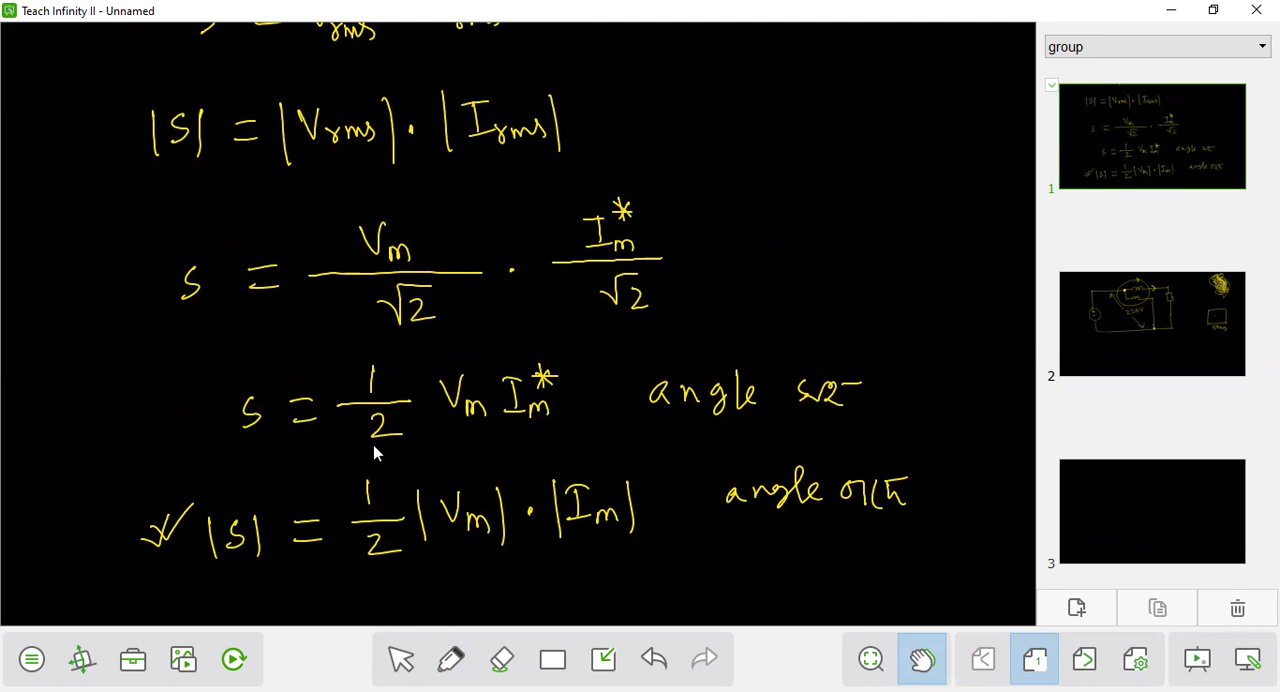 Teach Infinity II - Unnamed
group
|S| = |Vrms| . |Irms|
S = Vm/√2 . Im*/√2
S = 1/2 Vm Im* angle
|S| = 1/2 |Vm| . |Im| angle
1
2
3
1